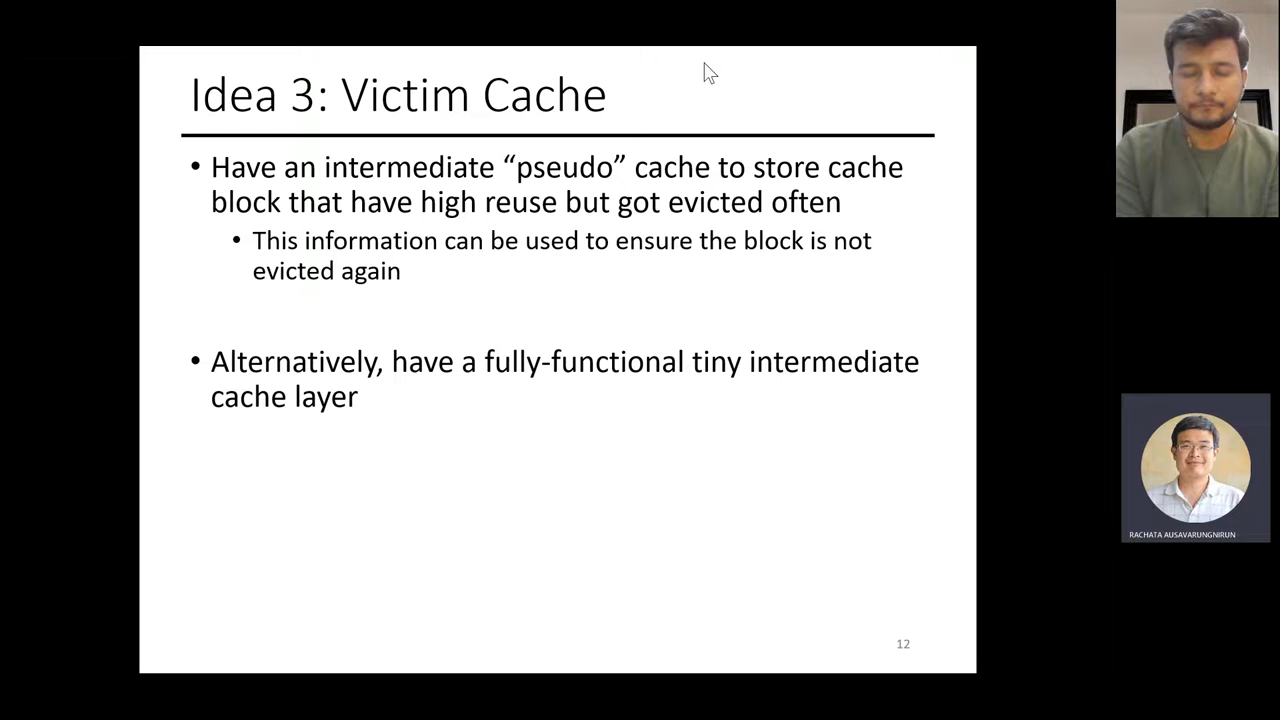 Idea 3: Victim Cache
• Have an intermediate “pseudo” cache to store cache
block that have high reuse but got evicted often
• This information can be used to ensure the block is not
evicted again
• Alternatively, have a fully-functional tiny intermediate
cache layer
RACHATA AUSAVARUNGNIRUN
12